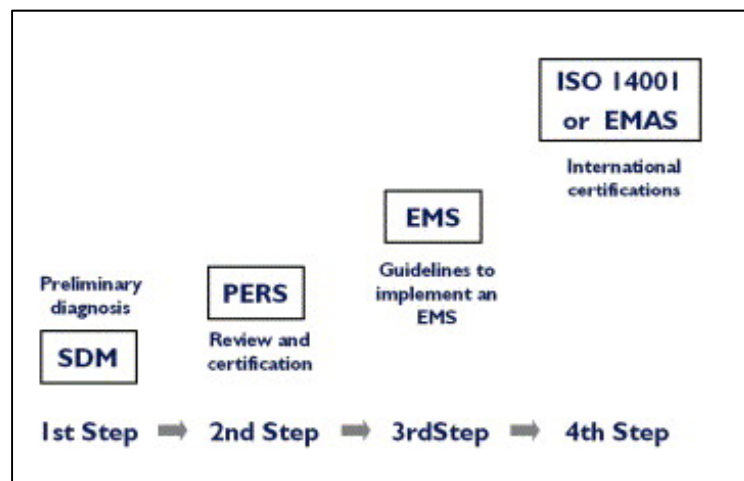 ISO 14001
or EMAS
International
certifications
EMS
Guidelines to
implement an
EMS
Preliminary
diagnosis
PERS
Review and
certification
SDM
1st Step
2nd Step
3rdStep
4th Step